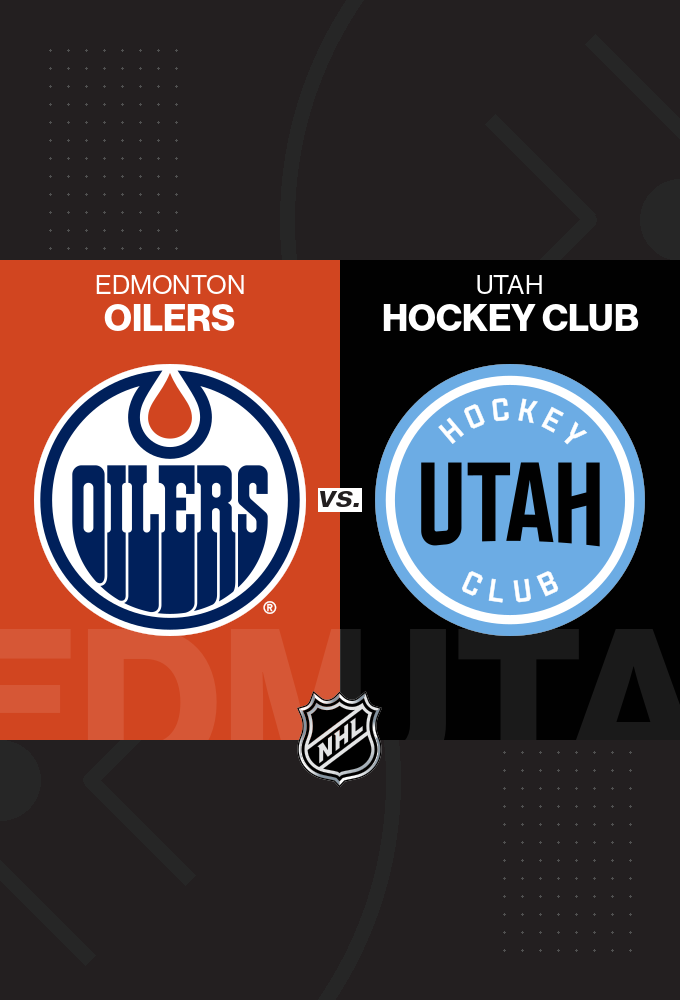 EDMONTON
OILERS
UTAH
HOCKEY CLUB
OILERS
®
vs.
HOCKEY
UTAH
CLUB
EDM
UTA
NHL